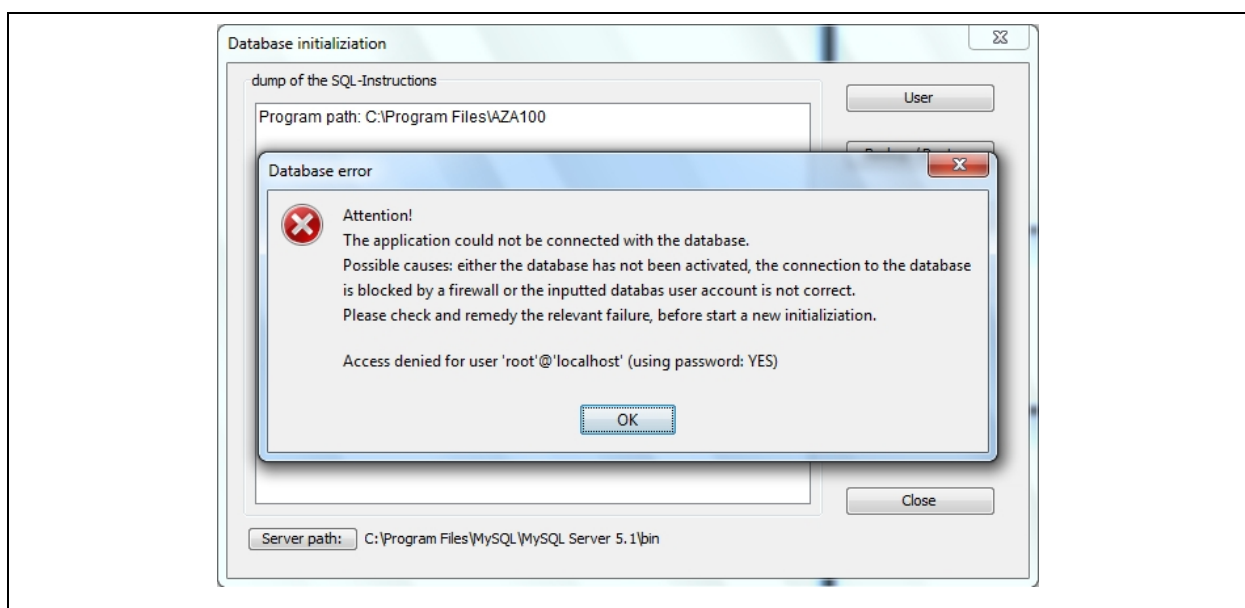 Database initializiation
dump of the SQL-Instructions
User
Program path: C:\Program Files\AZA100
Database error
Attention!
The application could not be connected with the database.
Possible causes: either the database has not been activated, the connection to the database
is blocked by a firewall or the inputted databas user account is not correct.
Please check and remedy the relevant failure, before start a new initializiation.
Access denied for user 'root'@'localhost' (using password: YES)
OK
Close
Server path: C:\Program Files\MySQL\MySQL Server 5.1\bin